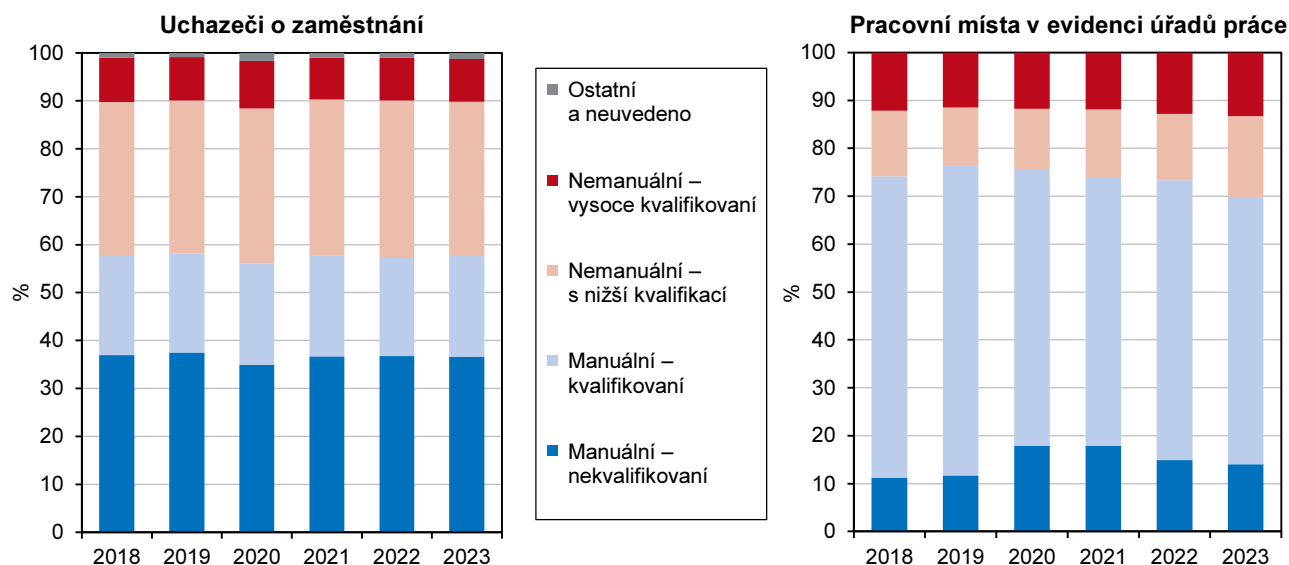 Uchazeči o zaměstnání
100
90
80
70
60
50
40
30
20
10
0
%
2018 2019 2020 2021 2022 2023
Ostatní
a neuvedeno
Nemanuální –
vysoce kvalifikovaní
Nemanuální –
s nižší kvalifikací
Manuální –
kvalifikovaní
Manuální –
nekvalifikovaní
Pracovní místa v evidenci úřadů práce
100
90
80
70
60
50
40
30
20
10
0
%
2018 2019 2020 2021 2022 2023